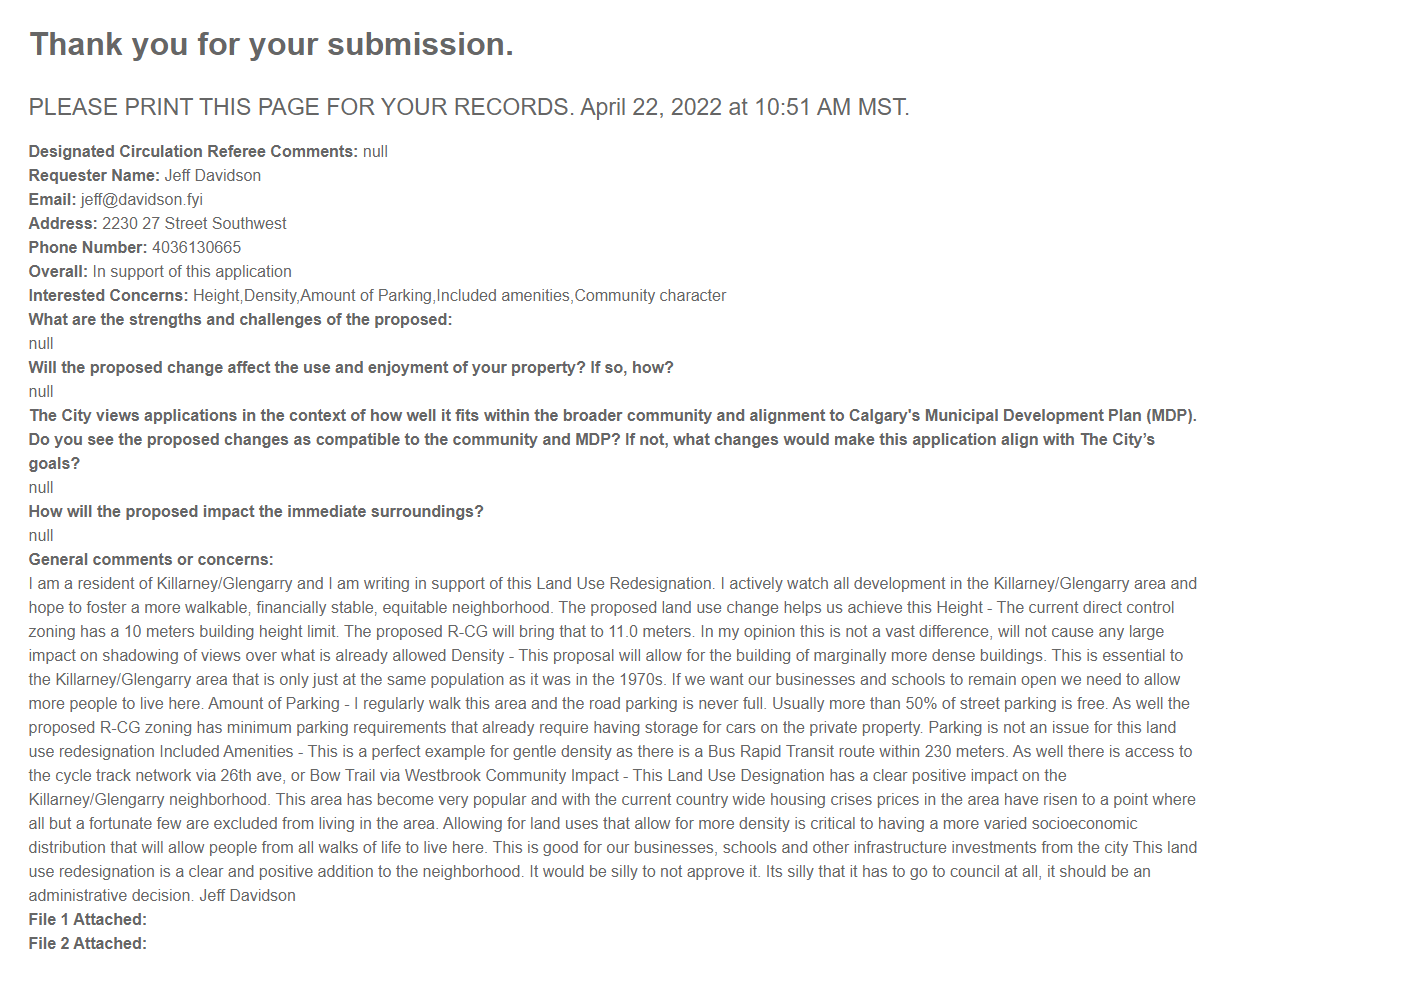 Thank you for your submission.
PLEASE PRINT THIS PAGE FOR YOUR RECORDS. April 22, 2022 at 10:51 AM MST.
Designated Circulation Referee Comments: null
Requester Name: Jeff Davidson
Email: jeff@davidson.fyi
Address: 2230 27 Street Southwest
Phone Number: 4036130665
Overall: In support of this application
Interested Concerns: Height,Density,Amount of Parking,Included amenities,Community character
What are the strengths and challenges of the proposed:
null
Will the proposed change affect the use and enjoyment of your property? If so, how?
null
The City views applications in the context of how well it fits within the broader community and alignment to Calgary's Municipal Development Plan (MDP).
Do you see the proposed changes as compatible to the community and MDP? If not, what changes would make this application align with The City’s
goals?
null
How will the proposed impact the immediate surroundings?
null
General comments or concerns:
I am a resident of Killarney/Glengarry and I am writing in support of this Land Use Redesignation. I actively watch all development in the Killarney/Glengarry area and
hope to foster a more walkable, financially stable, equitable neighborhood. The proposed land use change helps us achieve this Height - The current direct control
zoning has a 10 meters building height limit. The proposed R-CG will bring that to 11.0 meters. In my opinion this is not a vast difference, will not cause any large
impact on shadowing of views over what is already allowed Density - This proposal will allow for the building of marginally more dense buildings. This is essential to
the Killarney/Glengarry area that is only just at the same population as it was in the 1970s. If we want our businesses and schools to remain open we need to allow
more people to live here. Amount of Parking - I regularly walk this area and the road parking is never full. Usually more than 50% of street parking is free. As well the
proposed R-CG zoning has minimum parking requirements that already require having storage for cars on the private property. Parking is not an issue for this land
use redesignation Included Amenities - This is a perfect example for gentle density as there is a Bus Rapid Transit route within 230 meters. As well there is access to
the cycle track network via 26th ave, or Bow Trail via Westbrook Community Impact - This Land Use Designation has a clear positive impact on the
Killarney/Glengarry neighborhood. This area has become very popular and with the current country wide housing crises prices in the area have risen to a point where
all but a fortunate few are excluded from living in the area. Allowing for land uses that allow for more density is critical to having a more varied socioeconomic
distribution that will allow people from all walks of life to live here. This is good for our businesses, schools and other infrastructure investments from the city This land
use redesignation is a clear and positive addition to the neighborhood. It would be silly to not approve it. Its silly that it has to go to council at all, it should be an
administrative decision. Jeff Davidson
File 1 Attached:
File 2 Attached: